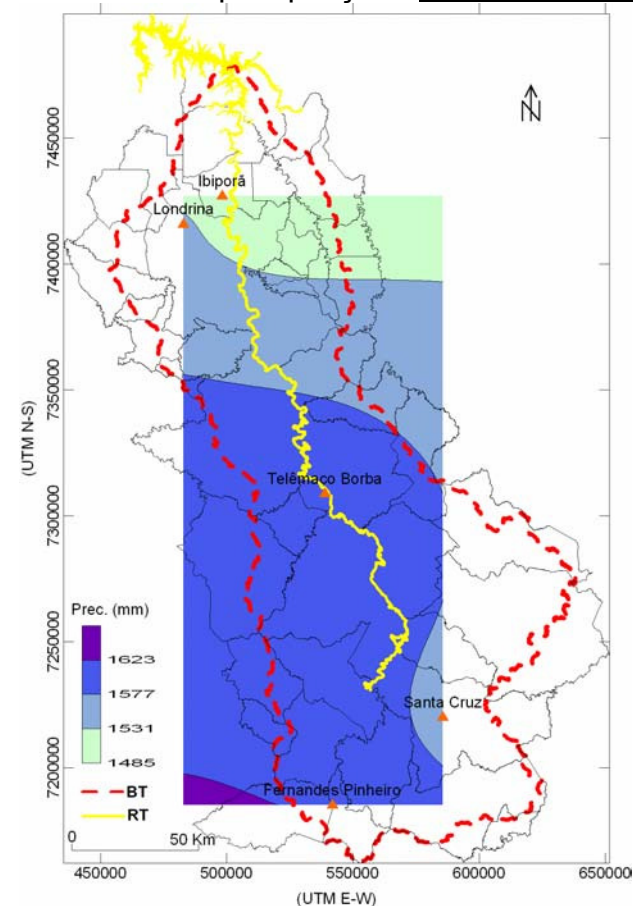 N
Ibiporã
Londrina
Telêmaco Borba
Santa Cruz
Fernandes Pinheiro
Prec. (mm)
1623
1577
1531
1485
BT
RT
0 50 Km
7450000
7400000
7350000
7300000
7250000
7200000
(UTM N-S)
450000 500000 550000 600000 6500000
(UTM E-W)